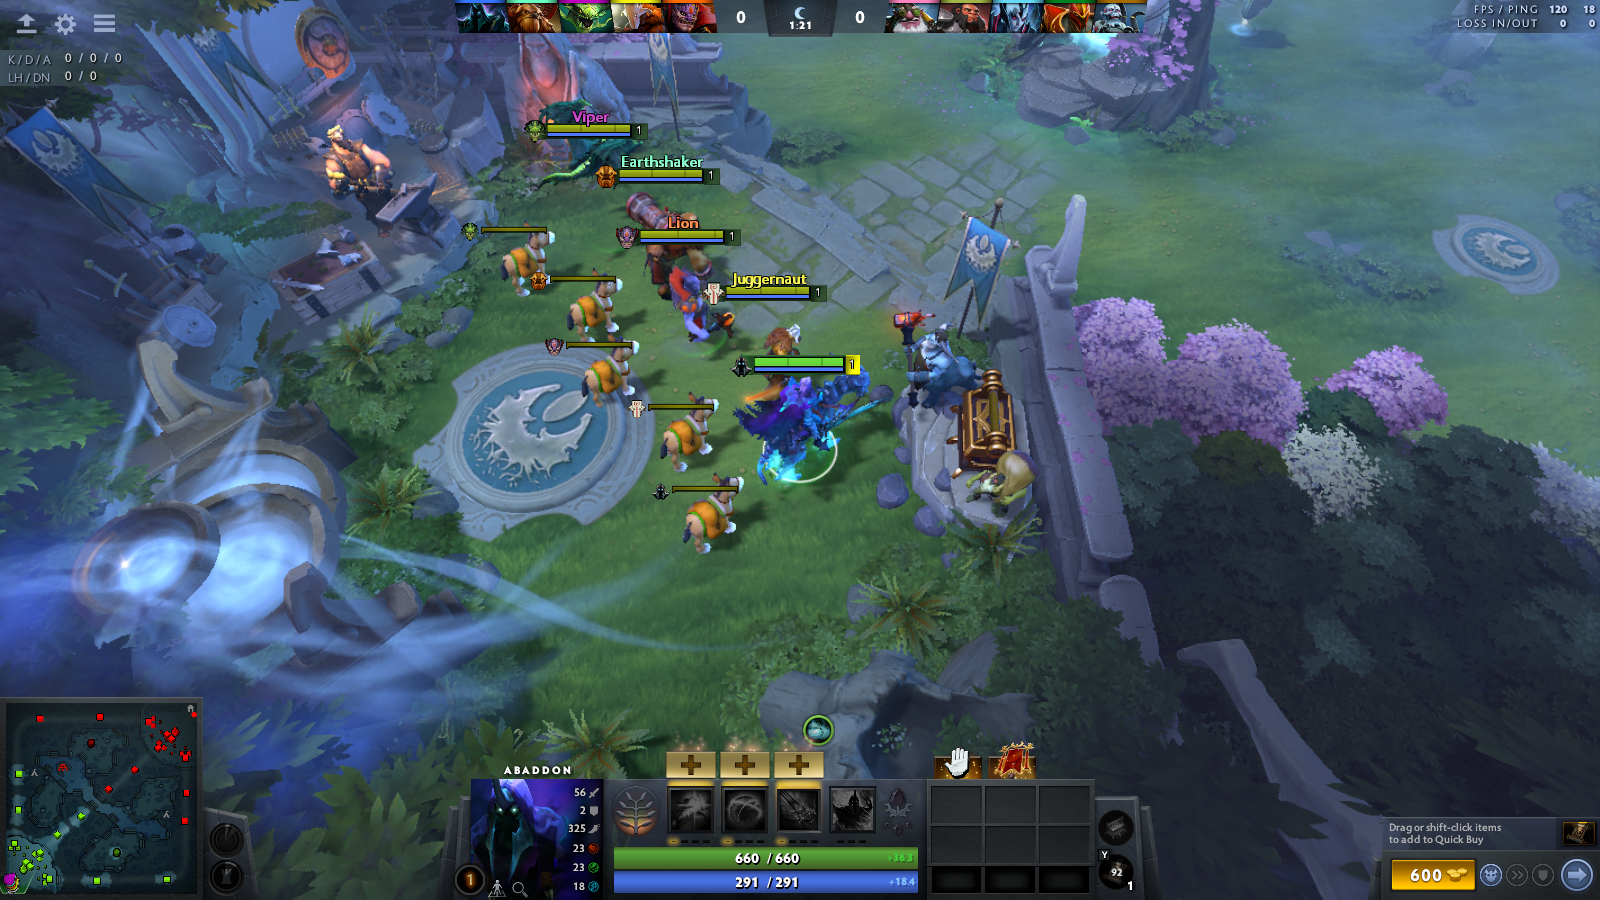 0
1:21
0
FPS / PING 120 18
LOSS IN/OUT 0 0
K/D/A 0 / 0 / 0
LH/DN 0 / 0
Viper
1
Earthshaker
1
Lion
1
Juggernaut
1
1
ABADDON
56
2
325
23
23
18
1
660 / 660
+36.3
291 / 291
+18.4
Y
92
1
Drag or shift-click items
to add to Quick Buy
600